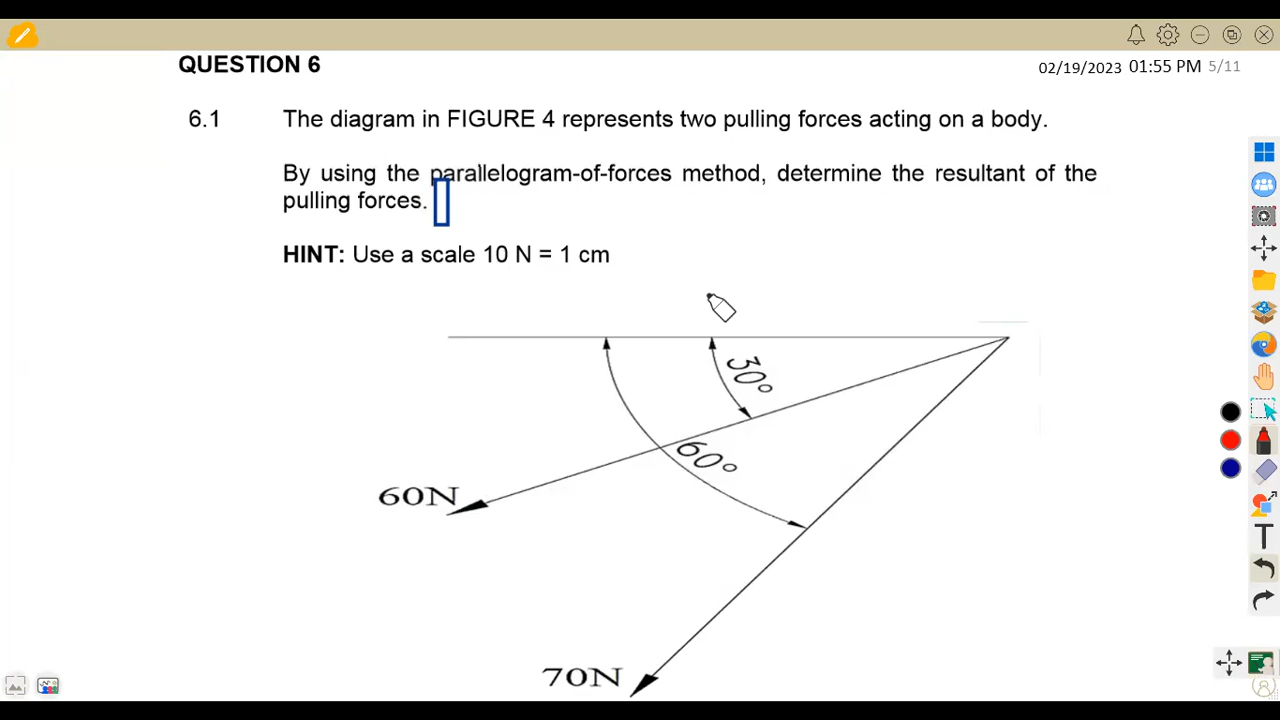 QUESTION 6
02/19/2023 01:55 PM 5/11
6.1 The diagram in FIGURE 4 represents two pulling forces acting on a body.
By using the parallelogram-of-forces method, determine the resultant of the
pulling forces.
HINT: Use a scale 10 N = 1 cm
30°
60°
60N
70N
T